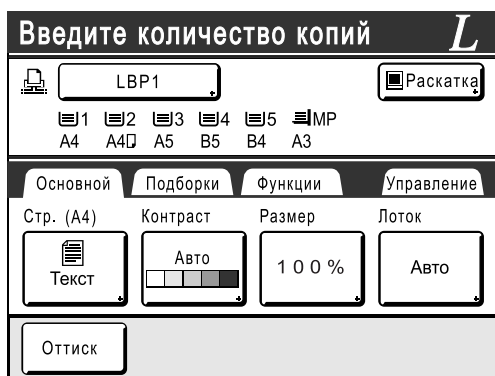 Введите количество копий L
LBP1 Раскатка
1 2 3 4 5 MP
A4 A4 A5 B5 B4 A3
Основной Подборки Функции Управление
Стр. (A4) Контраст Размер Лоток
Текст Авто 100% Авто
Оттиск